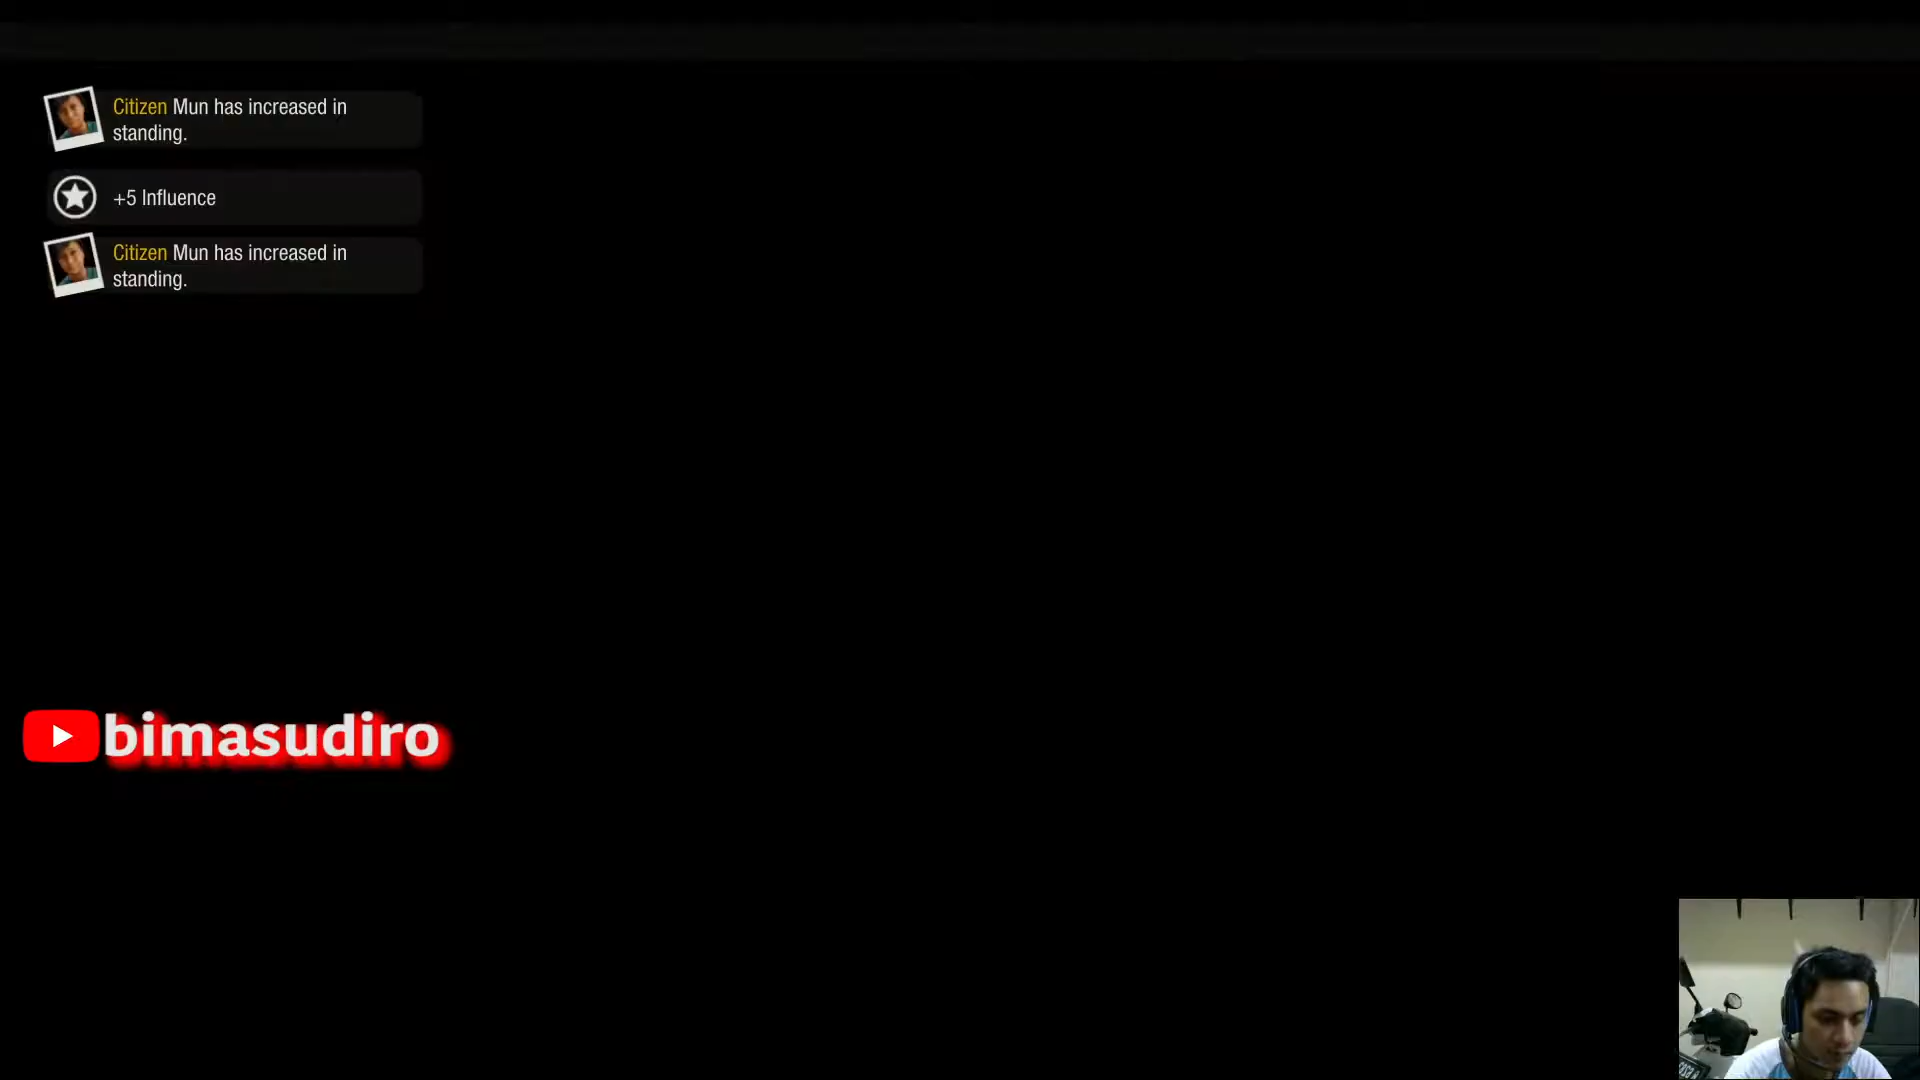 Citizen Mun has increased in
standing.
+5 Influence
Citizen Mun has increased in
standing.
bimasudiro